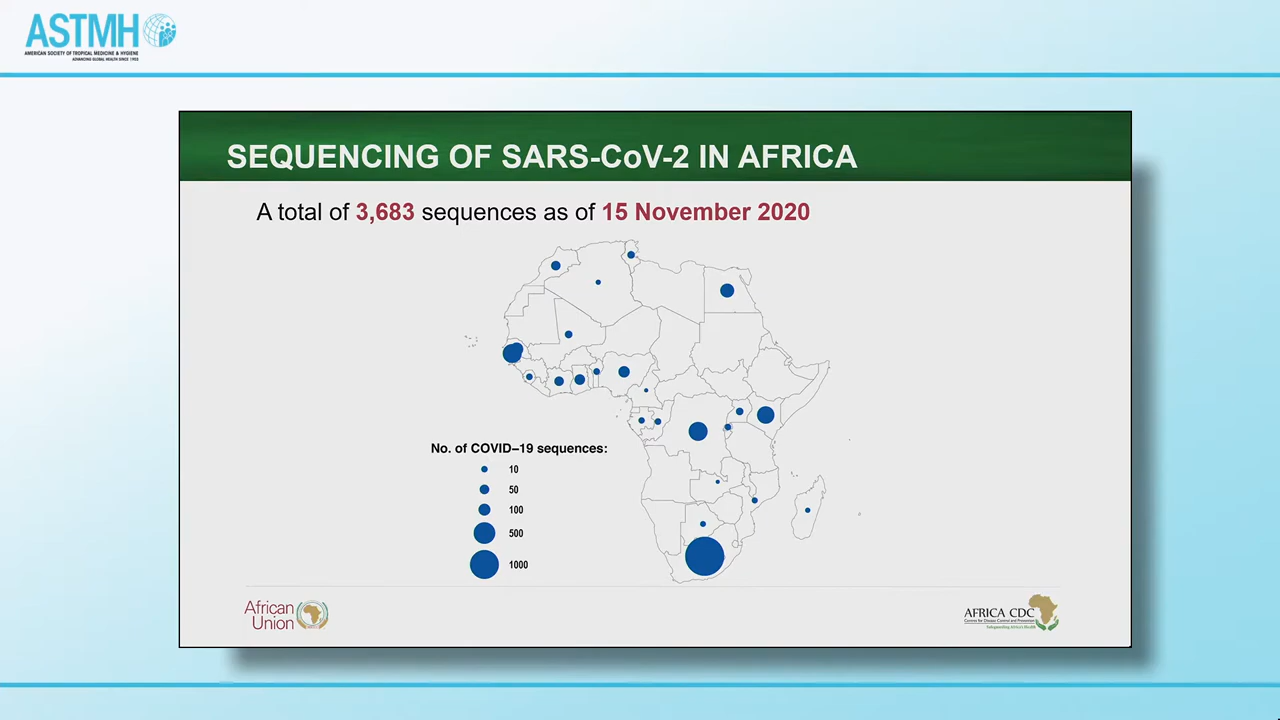 ASTMH
AMERICAN SOCIETY OF TROPICAL MEDICINE & HYGIENE
ADVANCING GLOBAL HEALTH SINCE 1903
SEQUENCING OF SARS-CoV-2 IN AFRICA
A total of 3,683 sequences as of 15 November 2020
No. of COVID–19 sequences:
10
50
100
500
1000
African
Union
AFRICA CDC
Centres for Disease Control and Prevention
Safeguarding Africa's Health